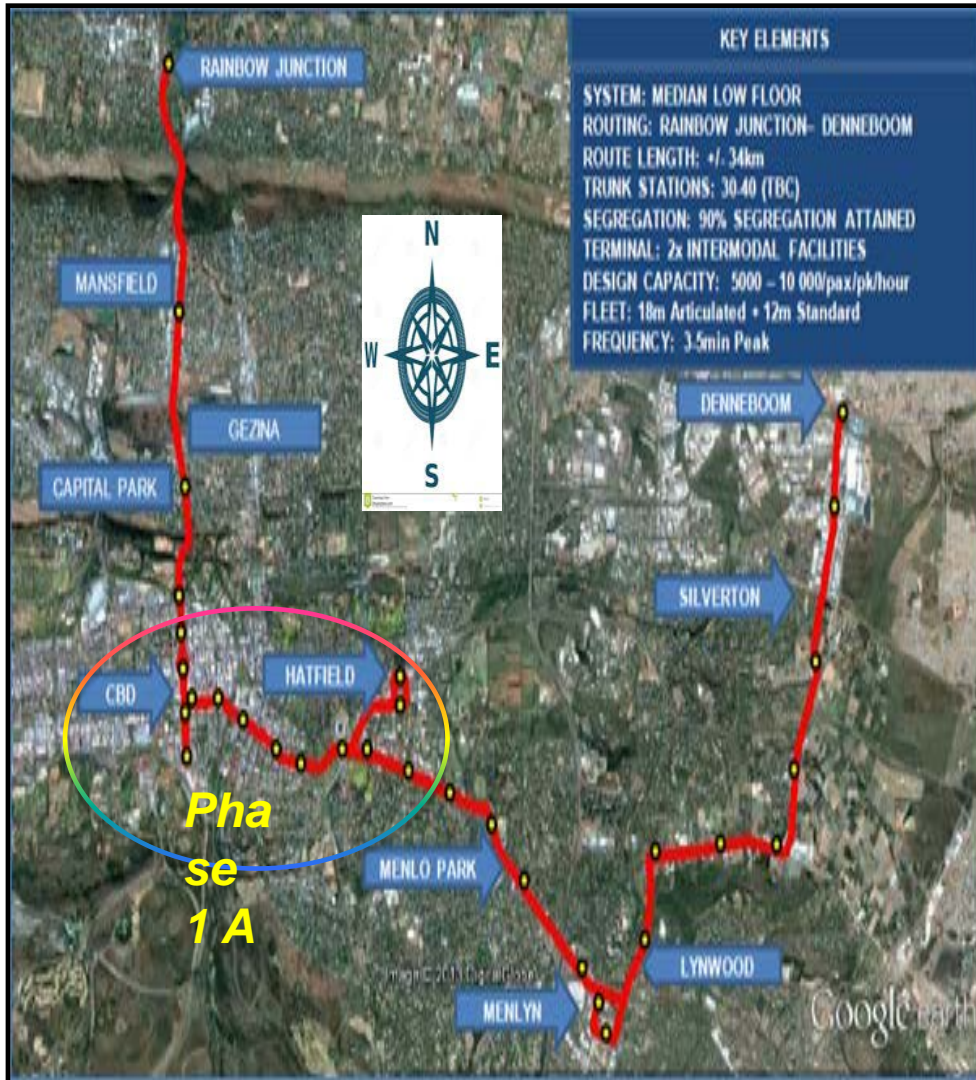 KEY ELEMENTS
SYSTEM: MEDIAN LOW FLOOR
ROUTING: RAINBOW JUNCTION- DENNEBOOM
ROUTE LENGTH: +/- 34km
TRUNK STATIONS: 30-40 (TBC)
SEGREGATION: 90% SEGREGATION ATTAINED
TERMINAL: 2x INTERMODAL FACILITIES
DESIGN CAPACITY: 5000 – 10 000/pax/pk/hour
FLEET: 18m Articulated + 12m Standard
FREQUENCY: 3-5min Peak
RAINBOW JUNCTION
N
W
E
S
MANSFIELD
GEZINA
CAPITAL PARK
DENNEBOOM
SILVERTON
HATFIELD
CBD
Pha
se
1 A
MENLO PARK
LYNWOOD
MENLYN
Image © 2013 DigitalGlobe
Google earth